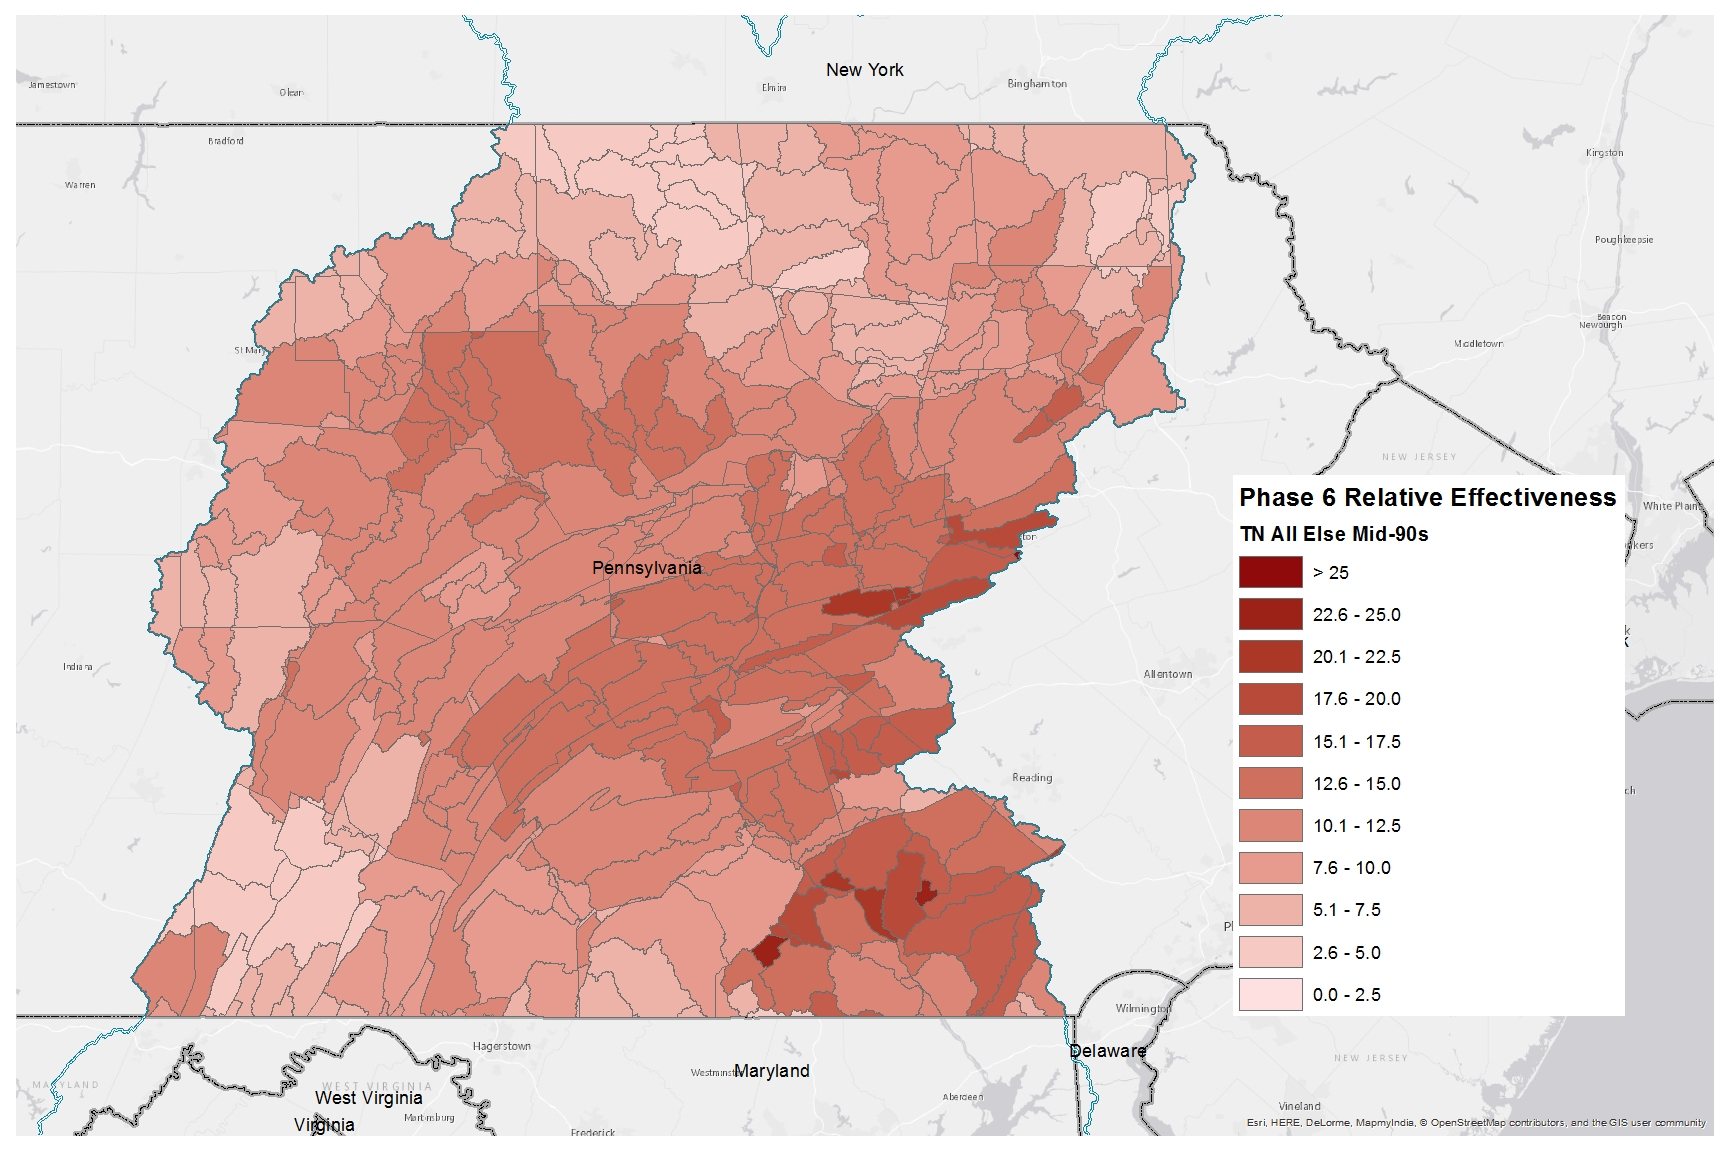 New York
Jamestown
Olean
Elmira
Binghamton
Bradford
Kingston
Warren
Poughkeepsie
Beacon
Newburgh
Middletown
St Mary
NEW JERSEY
Phase 6 Relative Effectiveness
White Plains
TN All Else Mid-90s
ton
nkers
Pennsylvania
> 25
22.6 - 25.0
k
20.1 - 22.5
Indiana
Allentown
17.6 - 20.0
15.1 - 17.5
Reading
12.6 - 15.0
ch
10.1 - 12.5
7.6 - 10.0
5.1 - 7.5
P
2.6 - 5.0
0.0 - 2.5
Wilmington
Hagerstown
Delaware
NEW JERSEY
Westminst
Maryland
MARYLAND
WEST VIRGINIA
West Virginia
Aberdeen
Vineland
Martinsburg
Virginia
Frederick
Esri, HERE, DeLorme, MapmyIndia, © OpenStreetMap contributors, and the GIS user community